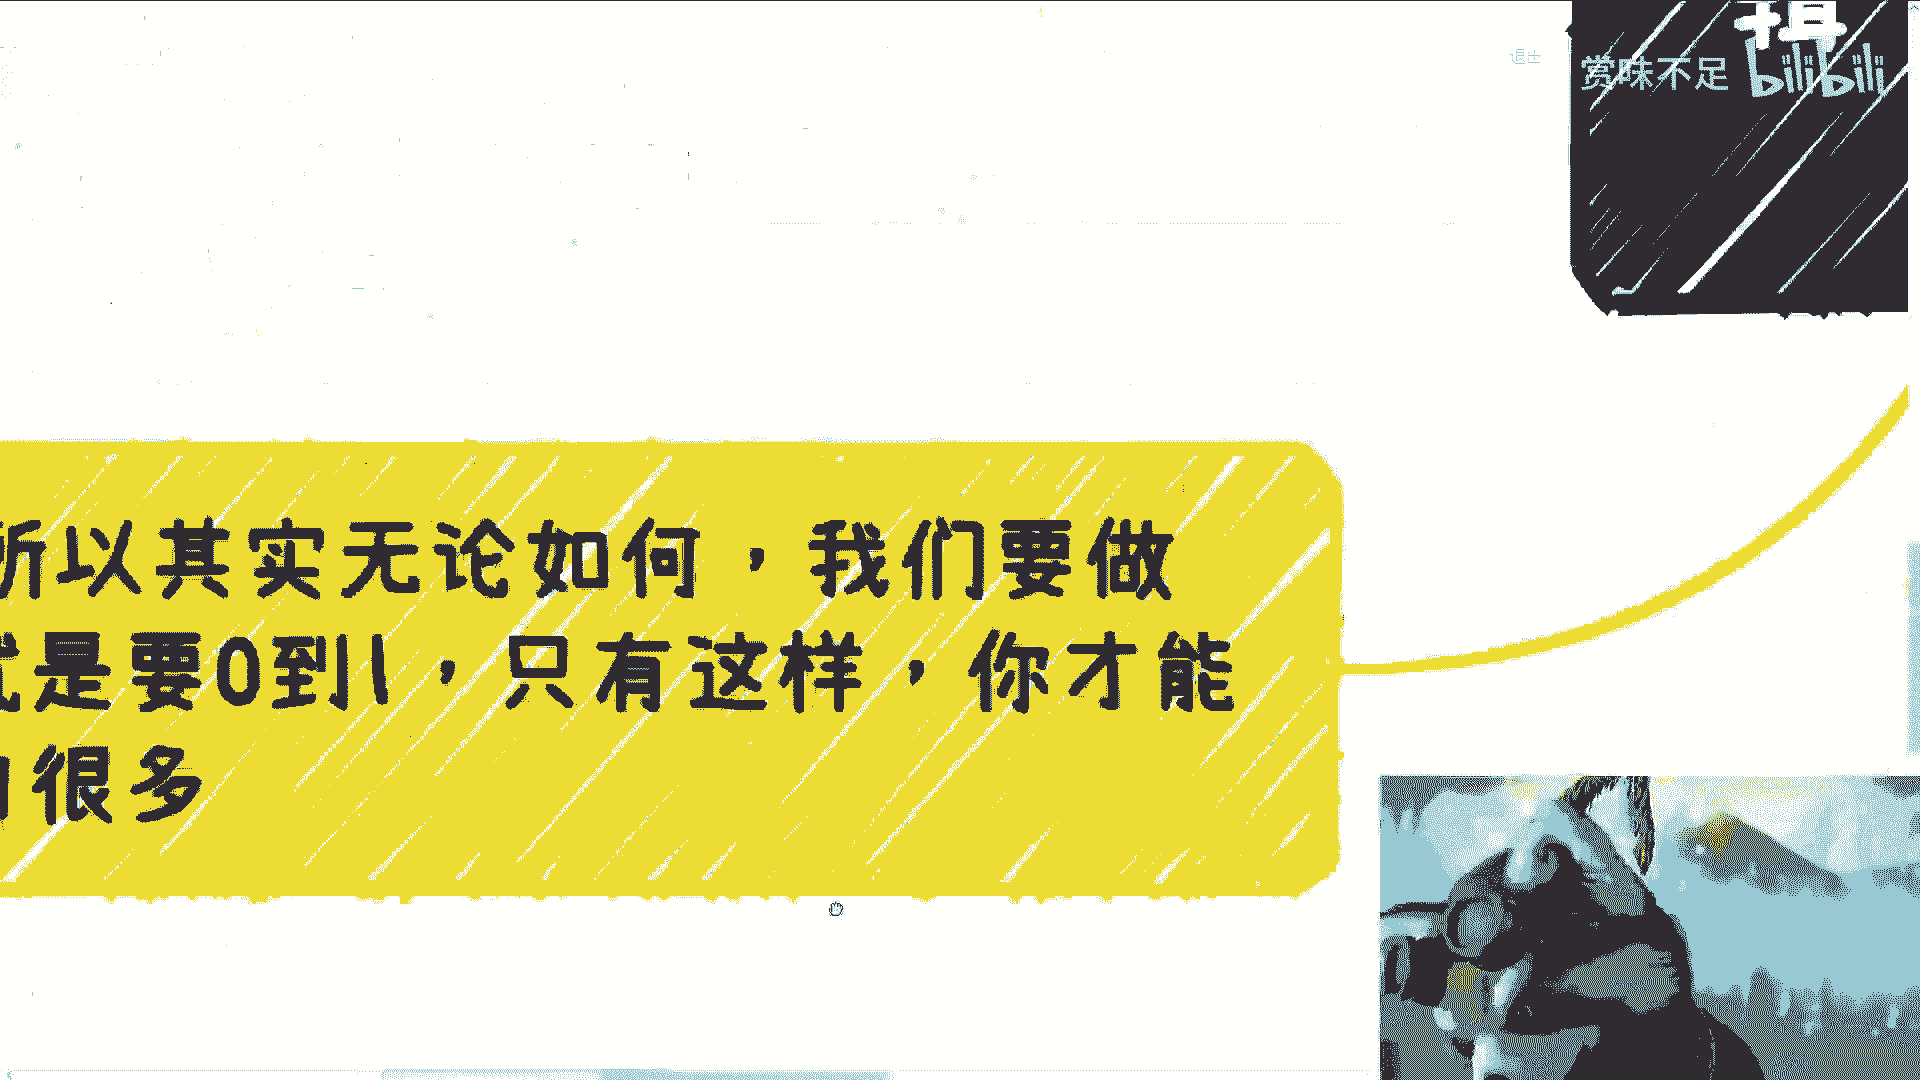 退出
赏味不足 bilibili
所以其实无论如何，我们要做
就是要0到1，只有这样，你才能
很多